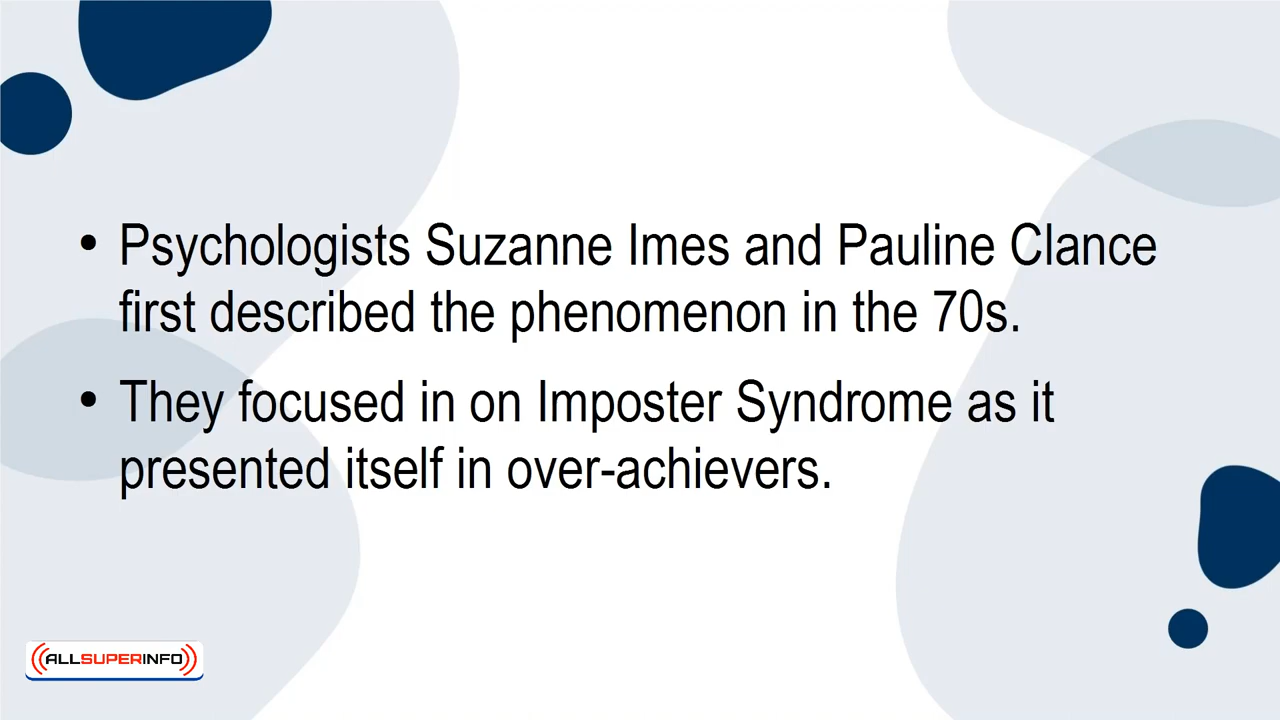 • Psychologists Suzanne Imes and Pauline Clance
first described the phenomenon in the 70s.
• They focused in on Imposter Syndrome as it
presented itself in over-achievers.
ALLSUPERINFO